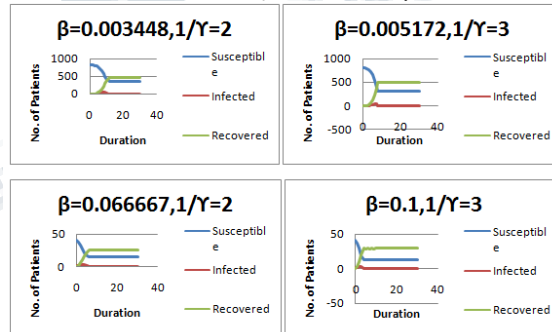 β=0.003448,1/ϒ=2
No. of Patients
1000
500
0
0 20 40
Duration
Susceptibl
e
Infected
Recovered
β=0.005172,1/ϒ=3
No. of Patients
1000
500
0
-500
0 20 40
Duration
Susceptibl
e
Infected
Recovered
β=0.066667,1/ϒ=2
No. of Patients
50
0
0 20 40
Duration
Susceptibl
e
Infected
Recovered
β=0.1,1/ϒ=3
No. of Patients
50
0
-50
0 20 40
Duration
Susceptibl
e
Infected
Recovered